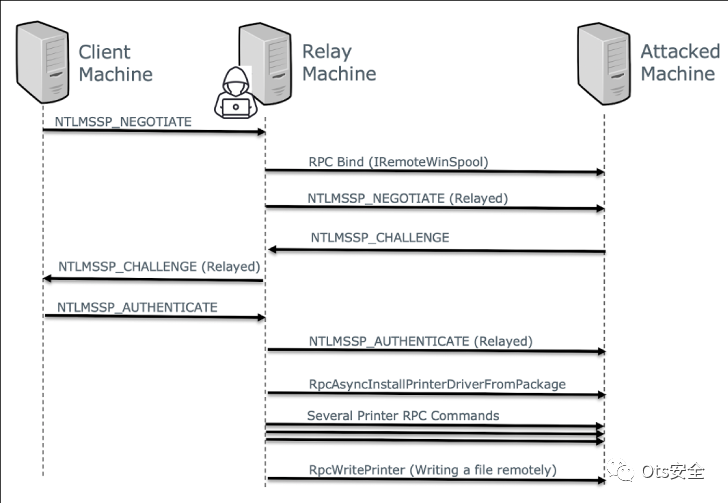 Client
Machine
Relay
Machine
Attacked
Machine
NTLMSSP_NEGOTIATE
RPC Bind (IRemoteWinSpool)
NTLMSSP_NEGOTIATE (Relayed)
NTLMSSP_CHALLENGE
NTLMSSP_CHALLENGE (Relayed)
NTLMSSP_AUTHENTICATE
NTLMSSP_AUTHENTICATE (Relayed)
RpcAsyncInstallPrinterDriverFromPackage
Several Printer RPC Commands
RpcWritePrinter (Writing a file remotely)
Ots安全